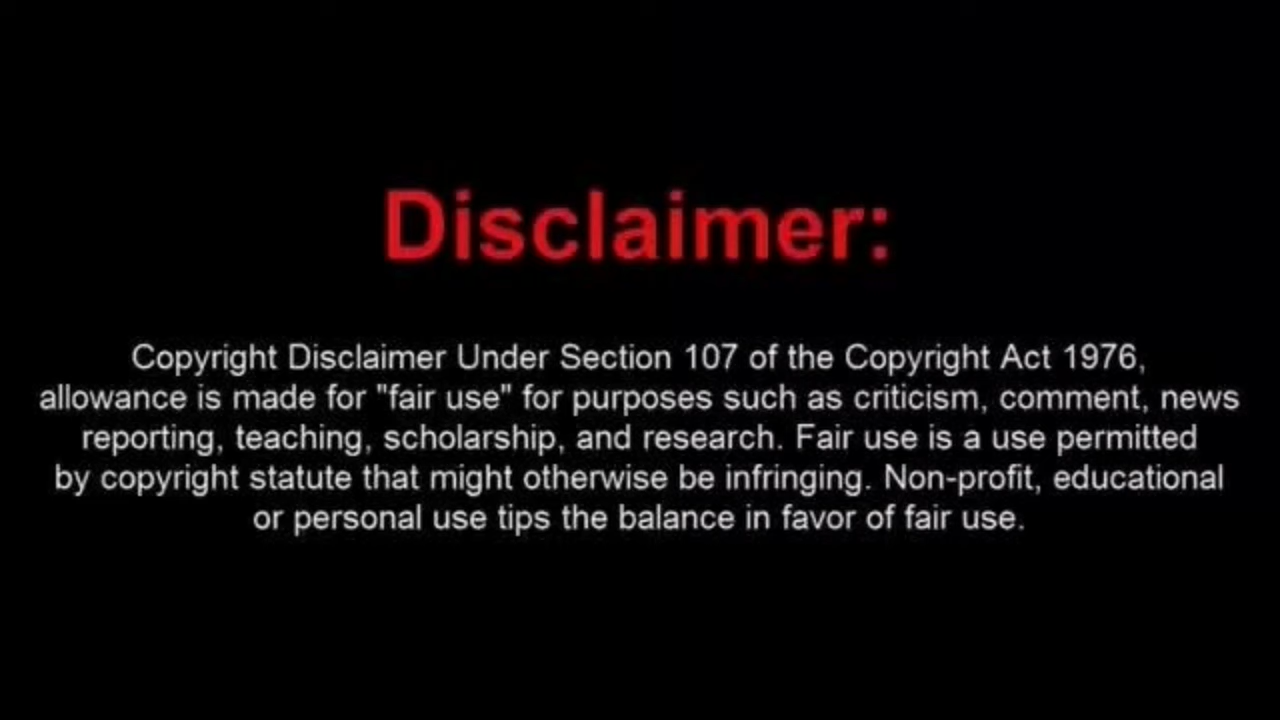 Disclaimer:
Copyright Disclaimer Under Section 107 of the Copyright Act 1976,
allowance is made for "fair use" for purposes such as criticism, comment, news
reporting, teaching, scholarship, and research. Fair use is a use permitted
by copyright statute that might otherwise be infringing. Non-profit, educational
or personal use tips the balance in favor of fair use.